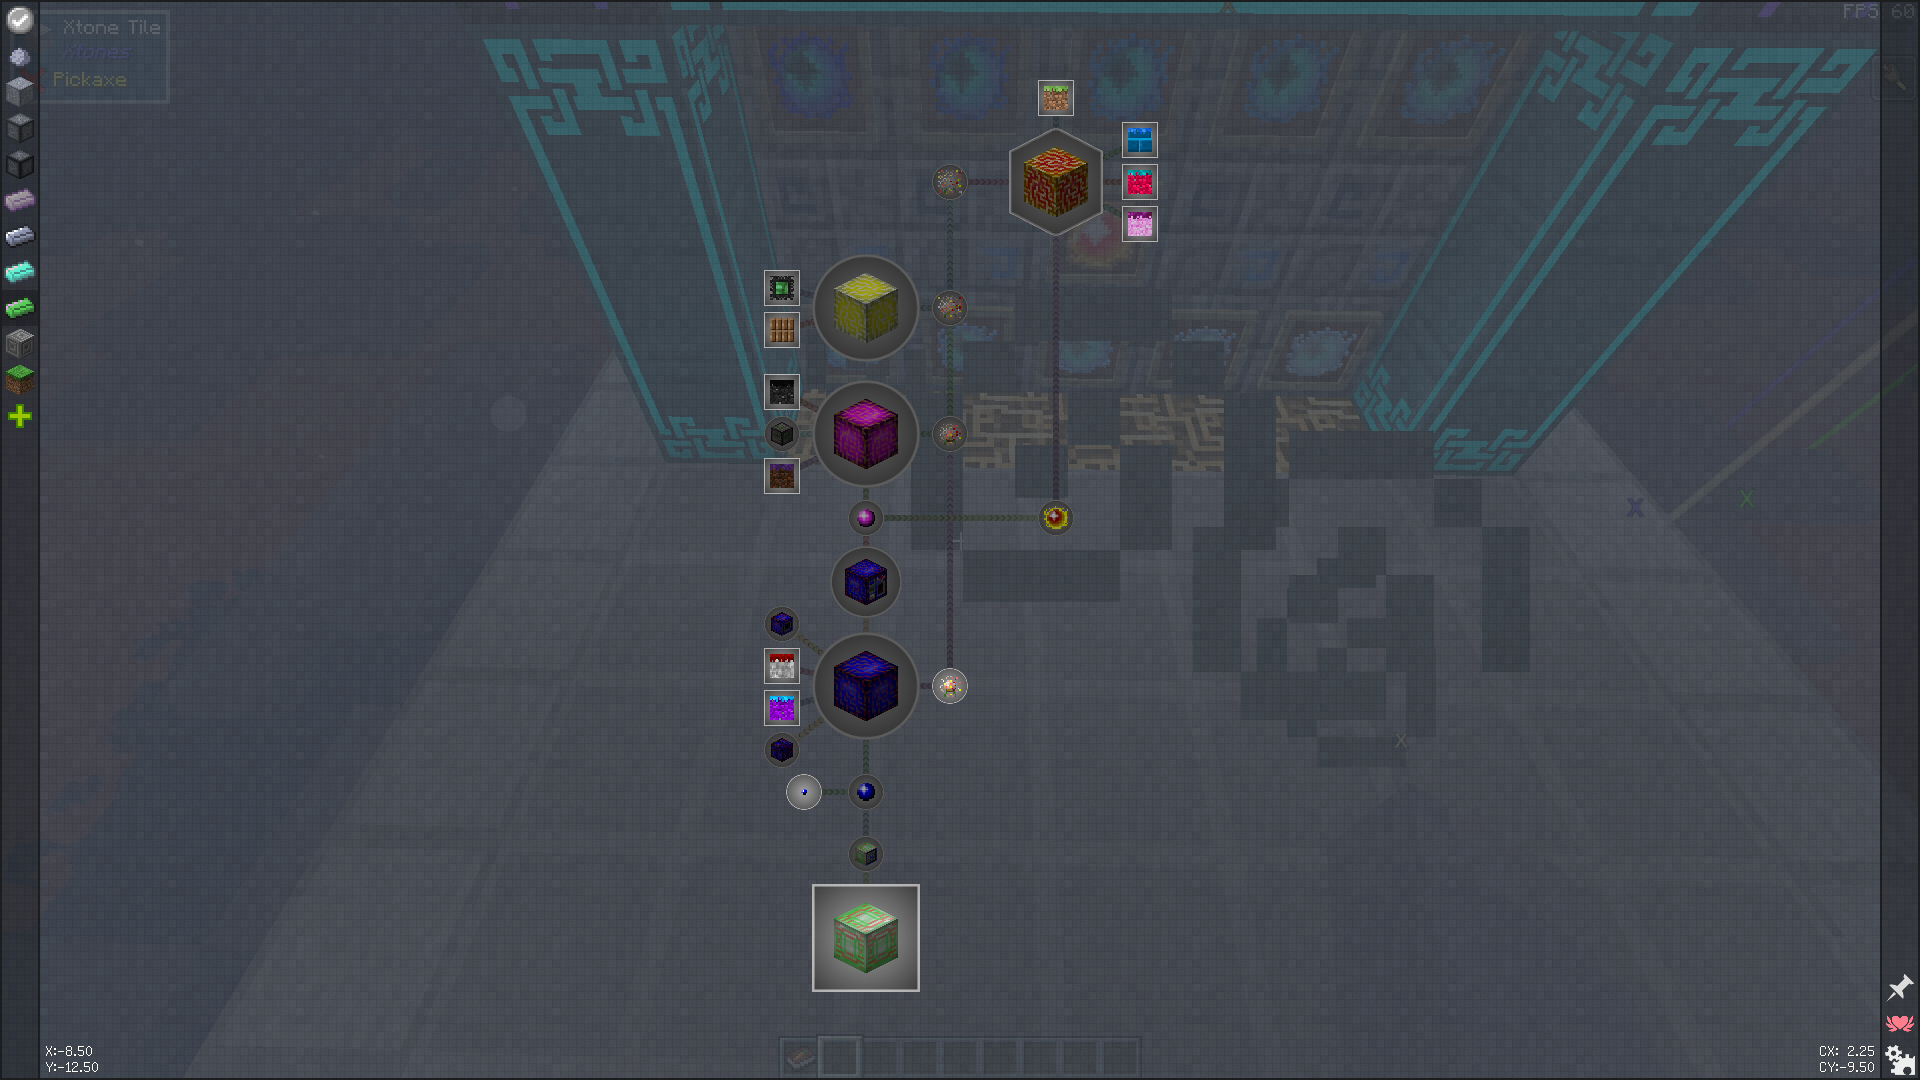 Xtone Tile
Xtones
Pickaxe
FPS 60
X:-8.50
Y:-12.50
CX: 2.25
CY:-9.50